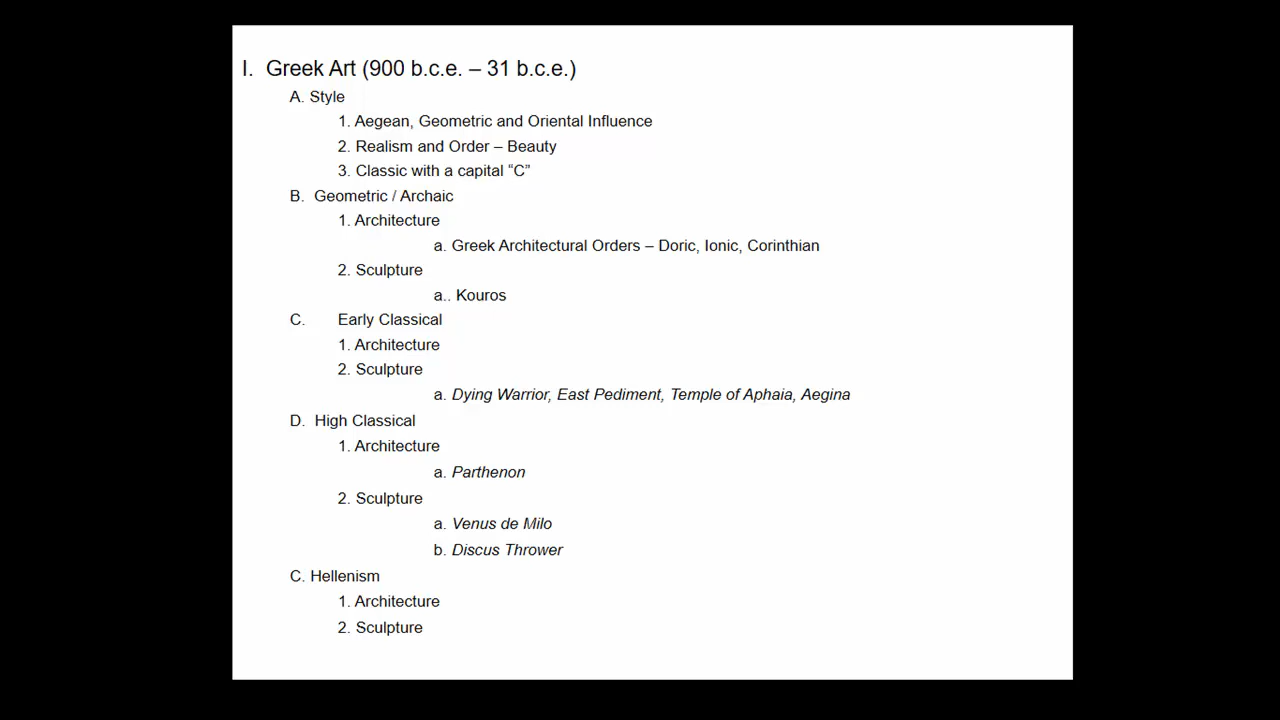 I. Greek Art (900 b.c.e. – 31 b.c.e.)
A. Style
1. Aegean, Geometric and Oriental Influence
2. Realism and Order – Beauty
3. Classic with a capital “C”
B. Geometric / Archaic
1. Architecture
a. Greek Architectural Orders – Doric, Ionic, Corinthian
2. Sculpture
a.. Kouros
C. Early Classical
1. Architecture
2. Sculpture
a. Dying Warrior, East Pediment, Temple of Aphaia, Aegina
D. High Classical
1. Architecture
a. Parthenon
2. Sculpture
a. Venus de Milo
b. Discus Thrower
C. Hellenism
1. Architecture
2. Sculpture